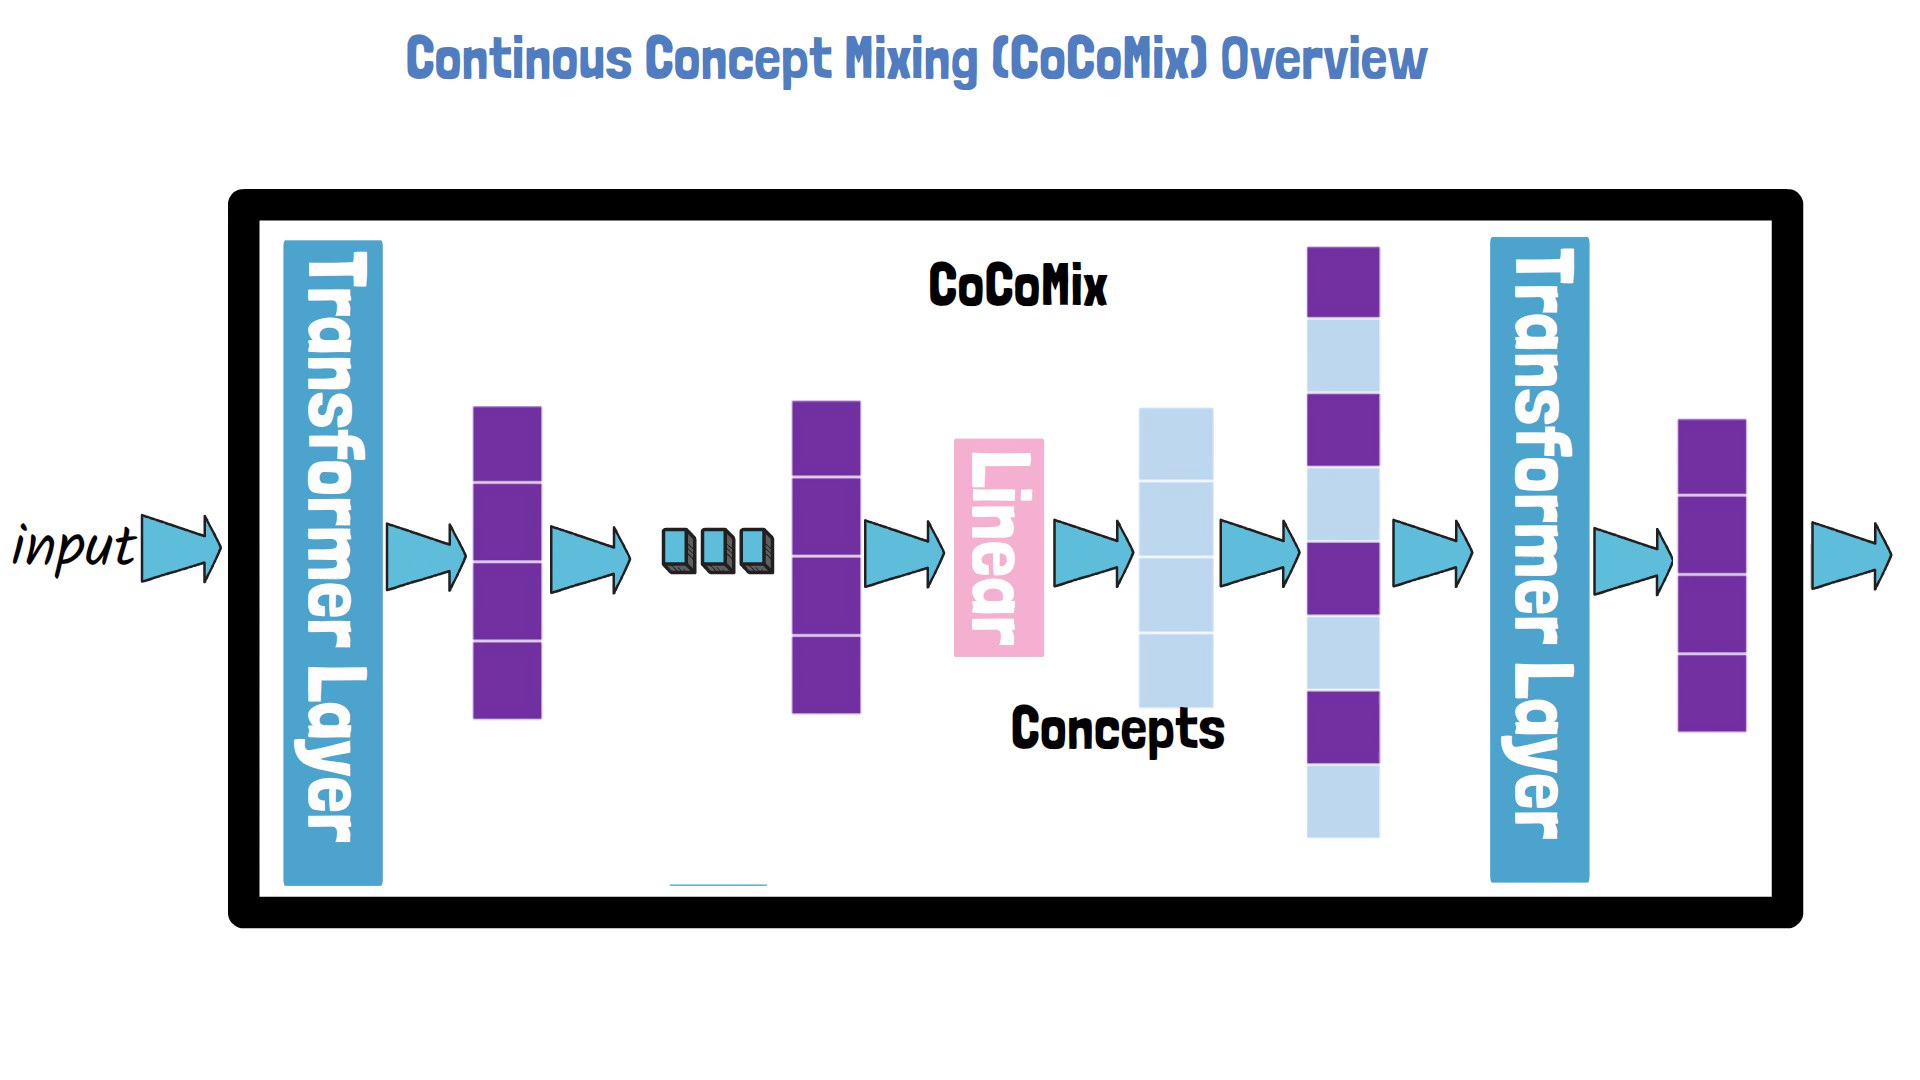 Continous Concept Mixing (CoCoMix) Overview
input
Transformer Layer
CoCoMix
Linear
Concepts
Transformer Layer